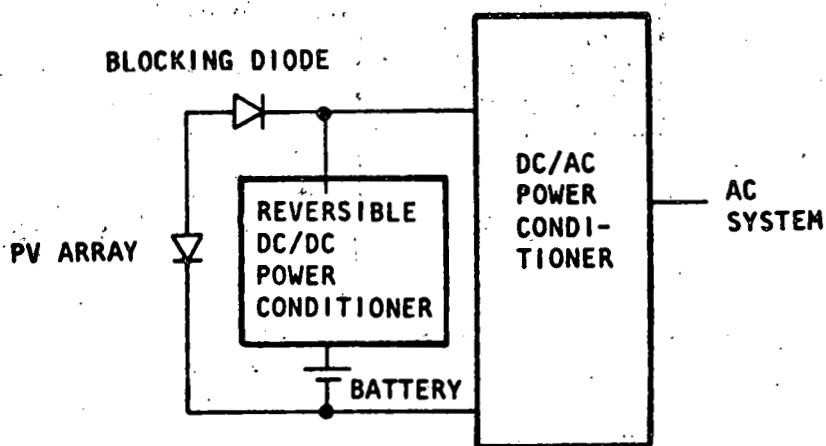 BLOCKING DIODE
PV ARRAY
REVERSIBLE
DC/DC
POWER
CONDITIONER
BATTERY
DC/AC
POWER
CONDI-
TIONER
AC
SYSTEM